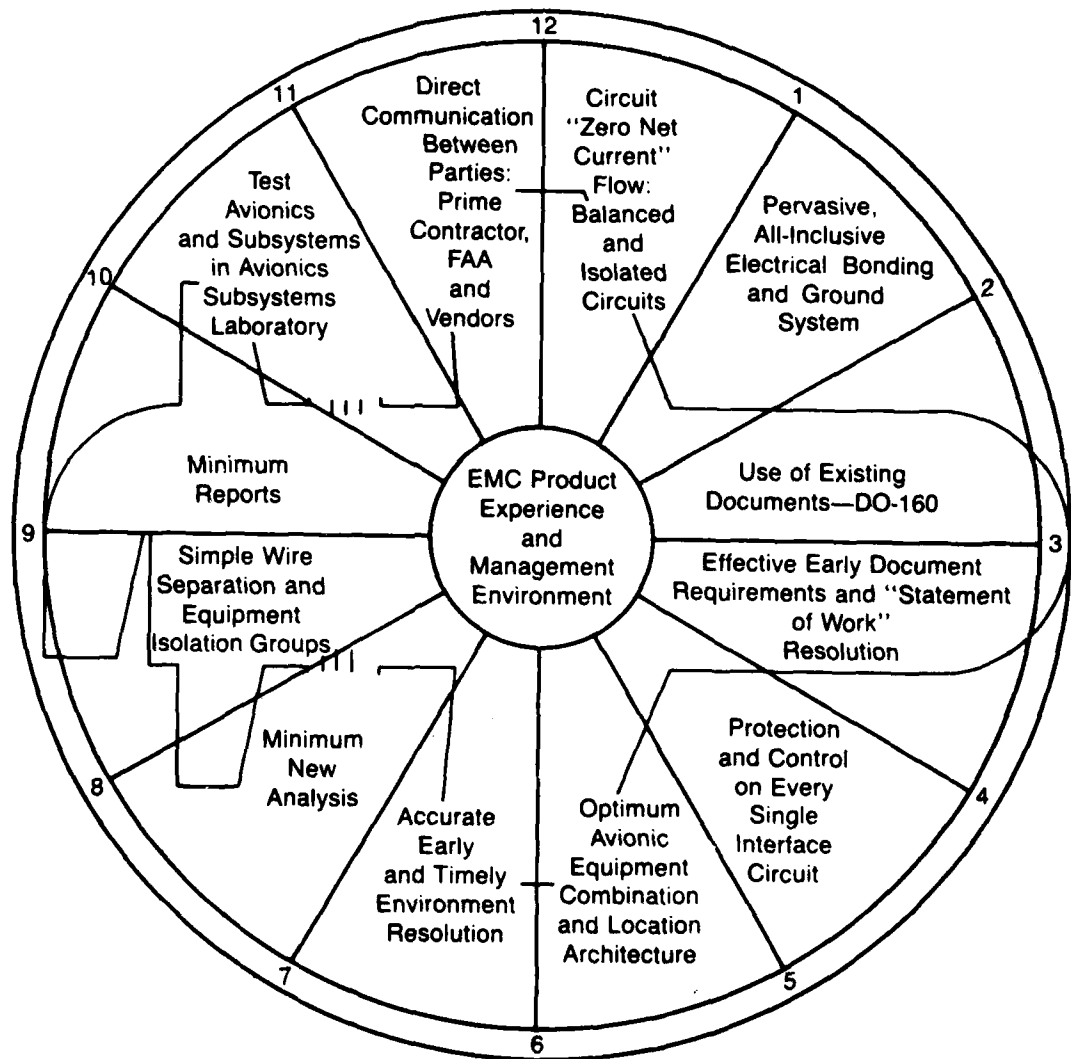 12
Direct
Communication
Between
Parties:
Prime
Contractor,
FAA
and
Vendors
Circuit
"Zero Net
Current"
Flow:
Balanced
and
Isolated
Circuits
1
Pervasive,
All-Inclusive
Electrical Bonding
and Ground
System
2
Use of Existing
Documents—DO-160
3
Effective Early Document
Requirements and "Statement
of Work"
Resolution
4
Protection
and Control
on Every
Single
Interface
Circuit
5
Optimum
Avionic
Equipment
Combination
and Location
Architecture
6
Accurate
Early
and Timely
Environment
Resolution
7
Minimum
New
Analysis
8
Simple Wire
Separation and
Equipment
Isolation Groups
9
Minimum
Reports
10
Test
Avionics
and Subsystems
in Avionics
Subsystems
Laboratory
11
EMC Product
Experience
and
Management
Environment